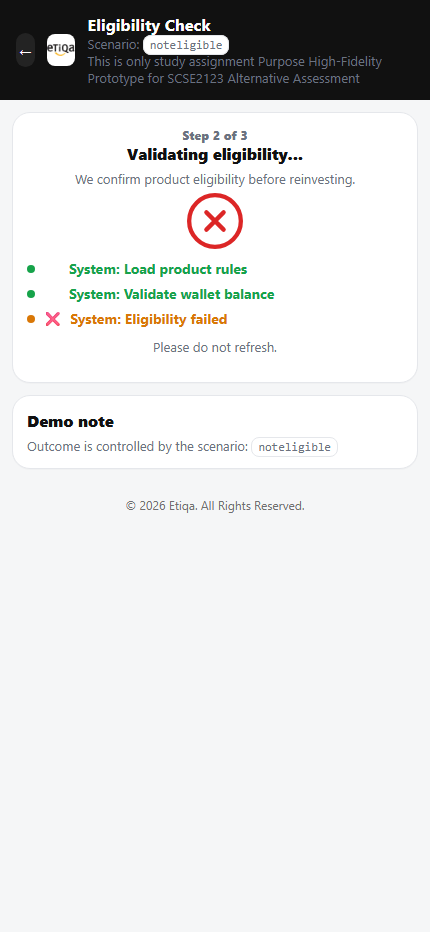 Eligibility Check
←
etiqa
Scenario: noteligible
This is only study assignment Purpose High-Fidelity
Prototype for SCSE2123 Alternative Assessment
Step 2 of 3
Validating eligibility...
We confirm product eligibility before reinvesting.
System: Load product rules
System: Validate wallet balance
❌ System: Eligibility failed
Please do not refresh.
Demo note
Outcome is controlled by the scenario: noteligible
© 2026 Etiqa. All Rights Reserved.